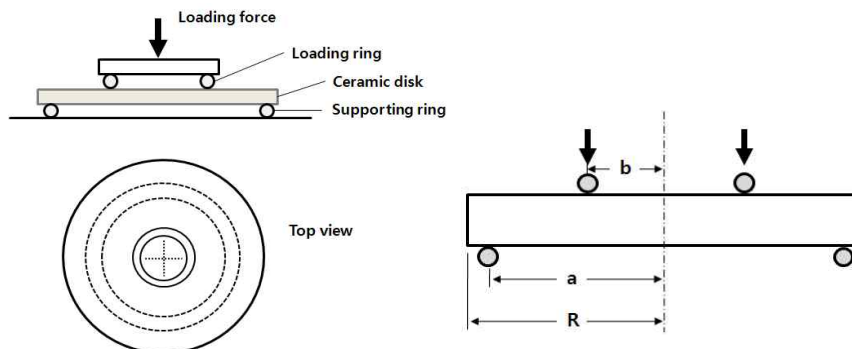 Loading force
Loading ring
Ceramic disk
Supporting ring
Top view
b
a
R